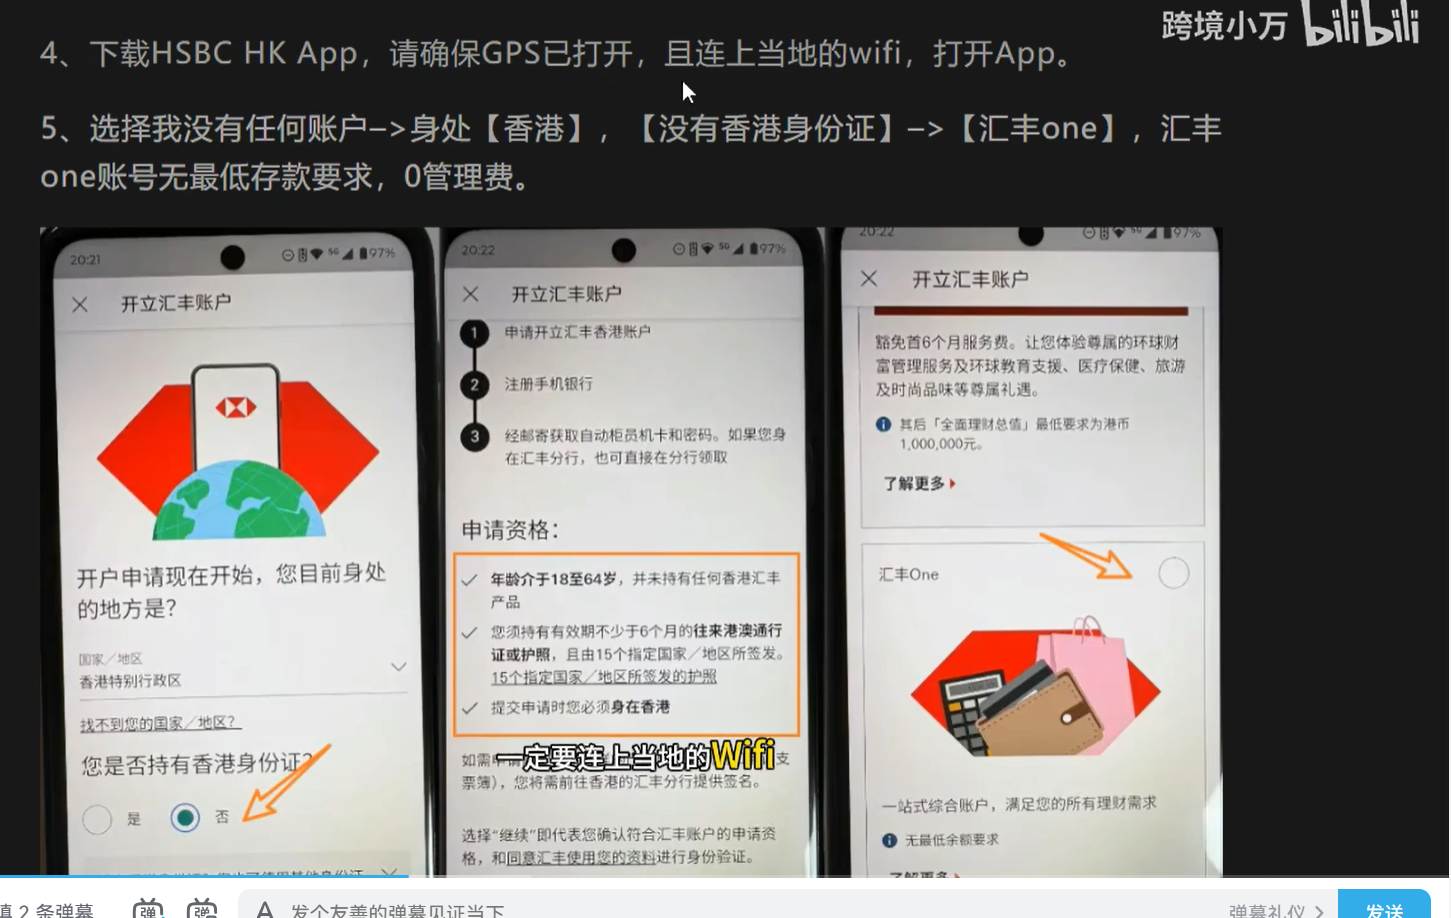 跨境小万 bilibili
4、下载HSBC HK App，请确保GPS已打开，且连上当地的wifi，打开App。
5、选择我没有任何账户–>身处【香港】，【没有香港身份证】–>【汇丰one】，汇丰
one账号无最低存款要求，0管理费。
20:21 5G 97%
开立汇丰账户
开户申请现在开始，您目前身处
的地方是？
国家／地区
香港特别行政区
找不到您的国家／地区？
您是否持有香港身份证？
是 否
20:22 5G 97%
开立汇丰账户
1 申请开立汇丰香港账户
2 注册手机银行
3 经邮寄获取自动柜员机卡和密码。如果您身
在汇丰分行，也可直接在分行领取
申请资格：
年龄介于18至64岁，并未持有任何香港汇丰
产品
您须持有有效期不少于6个月的往来港澳通行
证或护照，且由15个指定国家／地区所签发。
15个指定国家／地区所签发的护照
提交申请时您必须身在香港
一定要连上当地的Wifi
如需申 支
票簿），您将需前往香港的汇丰分行提供签名。
选择“继续”即代表您确认符合汇丰账户的申请资
格，和同意汇丰使用您的资料进行身份验证。
20:22 5G 97%
开立汇丰账户
豁免首6个月服务费。让您体验尊属的环球财
富管理服务及环球教育支援、医疗保健、旅游
及时尚品味等尊属礼遇。
其后「全面理财总值」最低要求为港币
1,000,000元。
了解更多
汇丰One
一站式综合账户，满足您的所有理财需求
无最低余额要求
了解更多
填 2 条弹幕 弹 弹 A 发个友善的弹幕见证当下 弹幕礼仪 发送